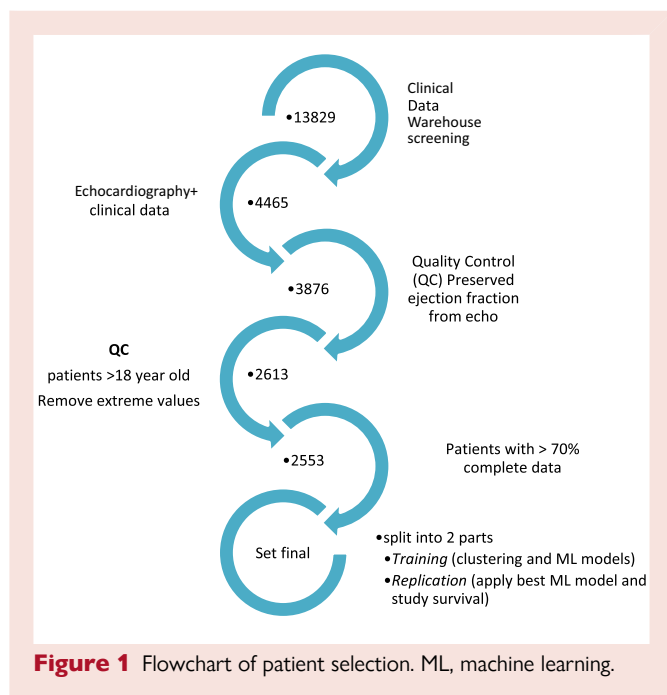 •13829
Clinical
Data
Warehouse
screening
Echocardiography+
clinical data
•4465
•3876
Quality Control
(QC) Preserved
ejection fraction
from echo
QC
patients >18 year old
Remove extreme values
•2613
•2553
Patients with > 70%
complete data
Set final
•split into 2 parts
•Training (clustering and ML models)
•Replication (apply best ML model and
study survival)
Figure 1 Flowchart of patient selection. ML, machine learning.